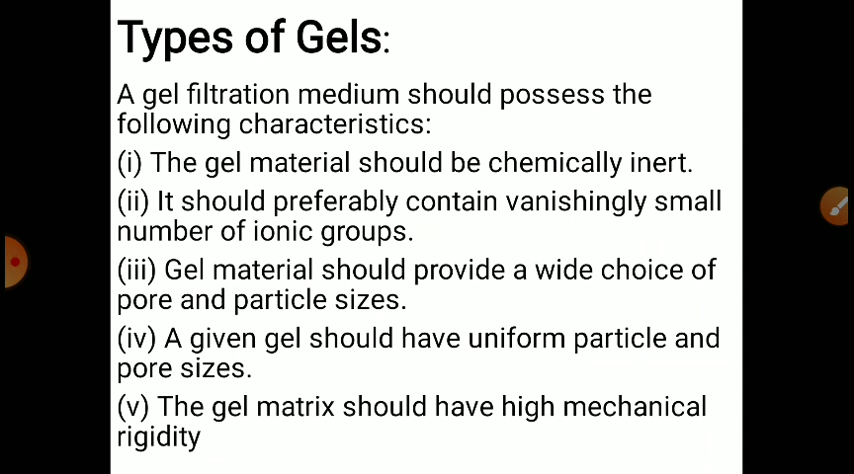 Types of Gels:
A gel filtration medium should possess the
following characteristics:
(i) The gel material should be chemically inert.
(ii) It should preferably contain vanishingly small
number of ionic groups.
(iii) Gel material should provide a wide choice of
pore and particle sizes.
(iv) A given gel should have uniform particle and
pore sizes.
(v) The gel matrix should have high mechanical
rigidity